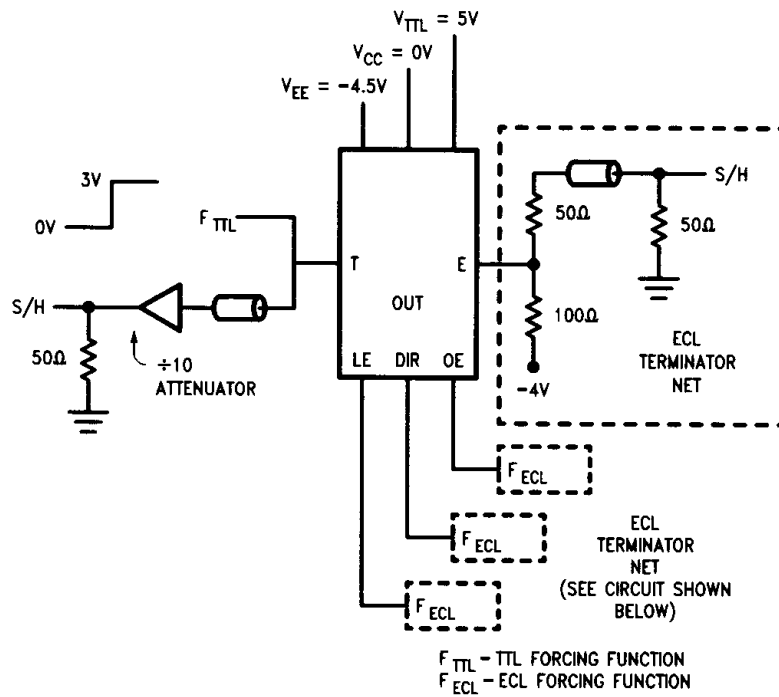 V_TTL = 5V
V_CC = 0V
V_EE = -4.5V
3V
0V
F_TTL
S/H
50Ω
÷10
ATTENUATOR
T
E
OUT
LE DIR OE
S/H
50Ω
50Ω
100Ω
-4V
ECL
TERMINATOR
NET
F_ECL
F_ECL
F_ECL
ECL
TERMINATOR
NET
(SEE CIRCUIT SHOWN
BELOW)
F_TTL - TTL FORCING FUNCTION
F_ECL - ECL FORCING FUNCTION